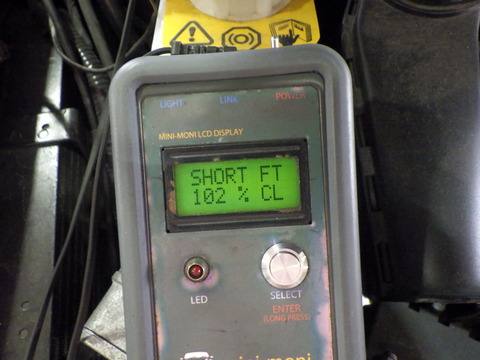 LIGHT LINK POWER
MINI-MONI LCD DISPLAY
SHORT FT
102 % CL
LED SELECT
ENTER
(LONG PRESS)